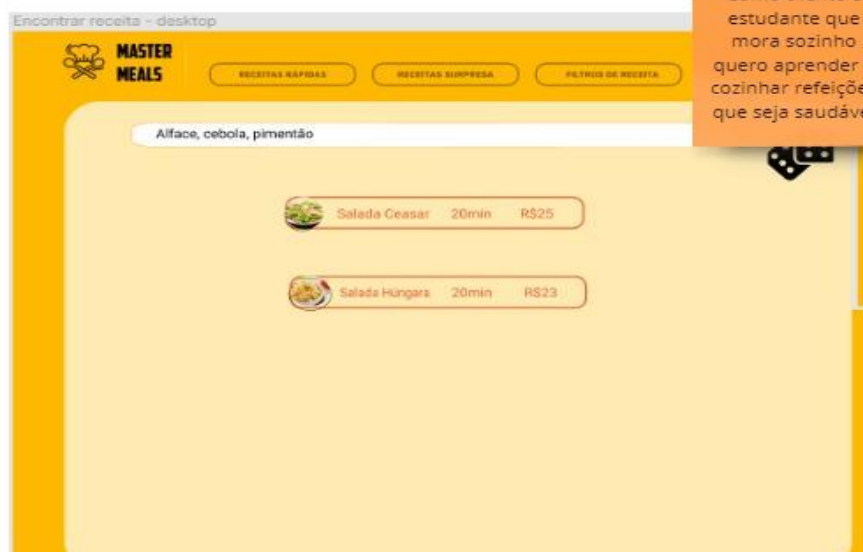 Encontrar receita - desktop
MASTER
MEALS
RECEITAS RÁPIDAS
RECEITAS SURPRESA
FILTROS DE RECEITA
estudante que
mora sozinho
quero aprender
cozinhar refeiçõe
que seja saudáve
Alface, cebola, pimentão
Salada Ceasar 20min R$25
Salada Húngara 20min R$23